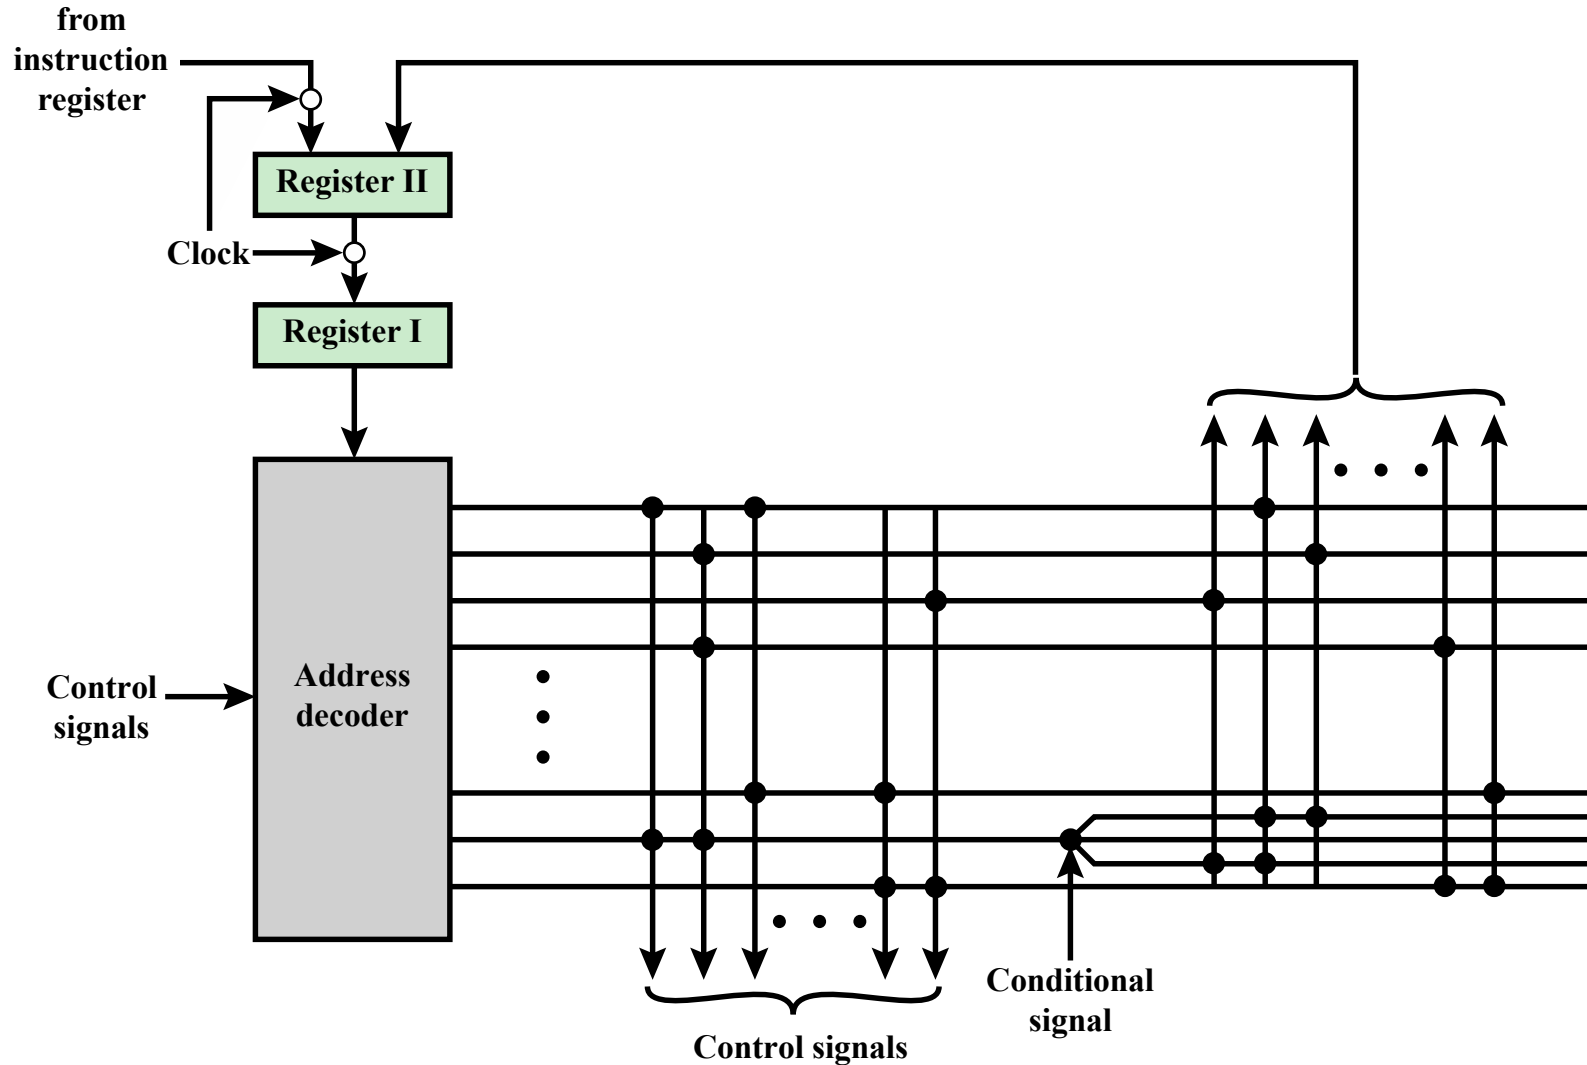 from
instruction
register
Register II
Clock
Register I
Control
signals
Address
decoder
Conditional
signal
Control signals